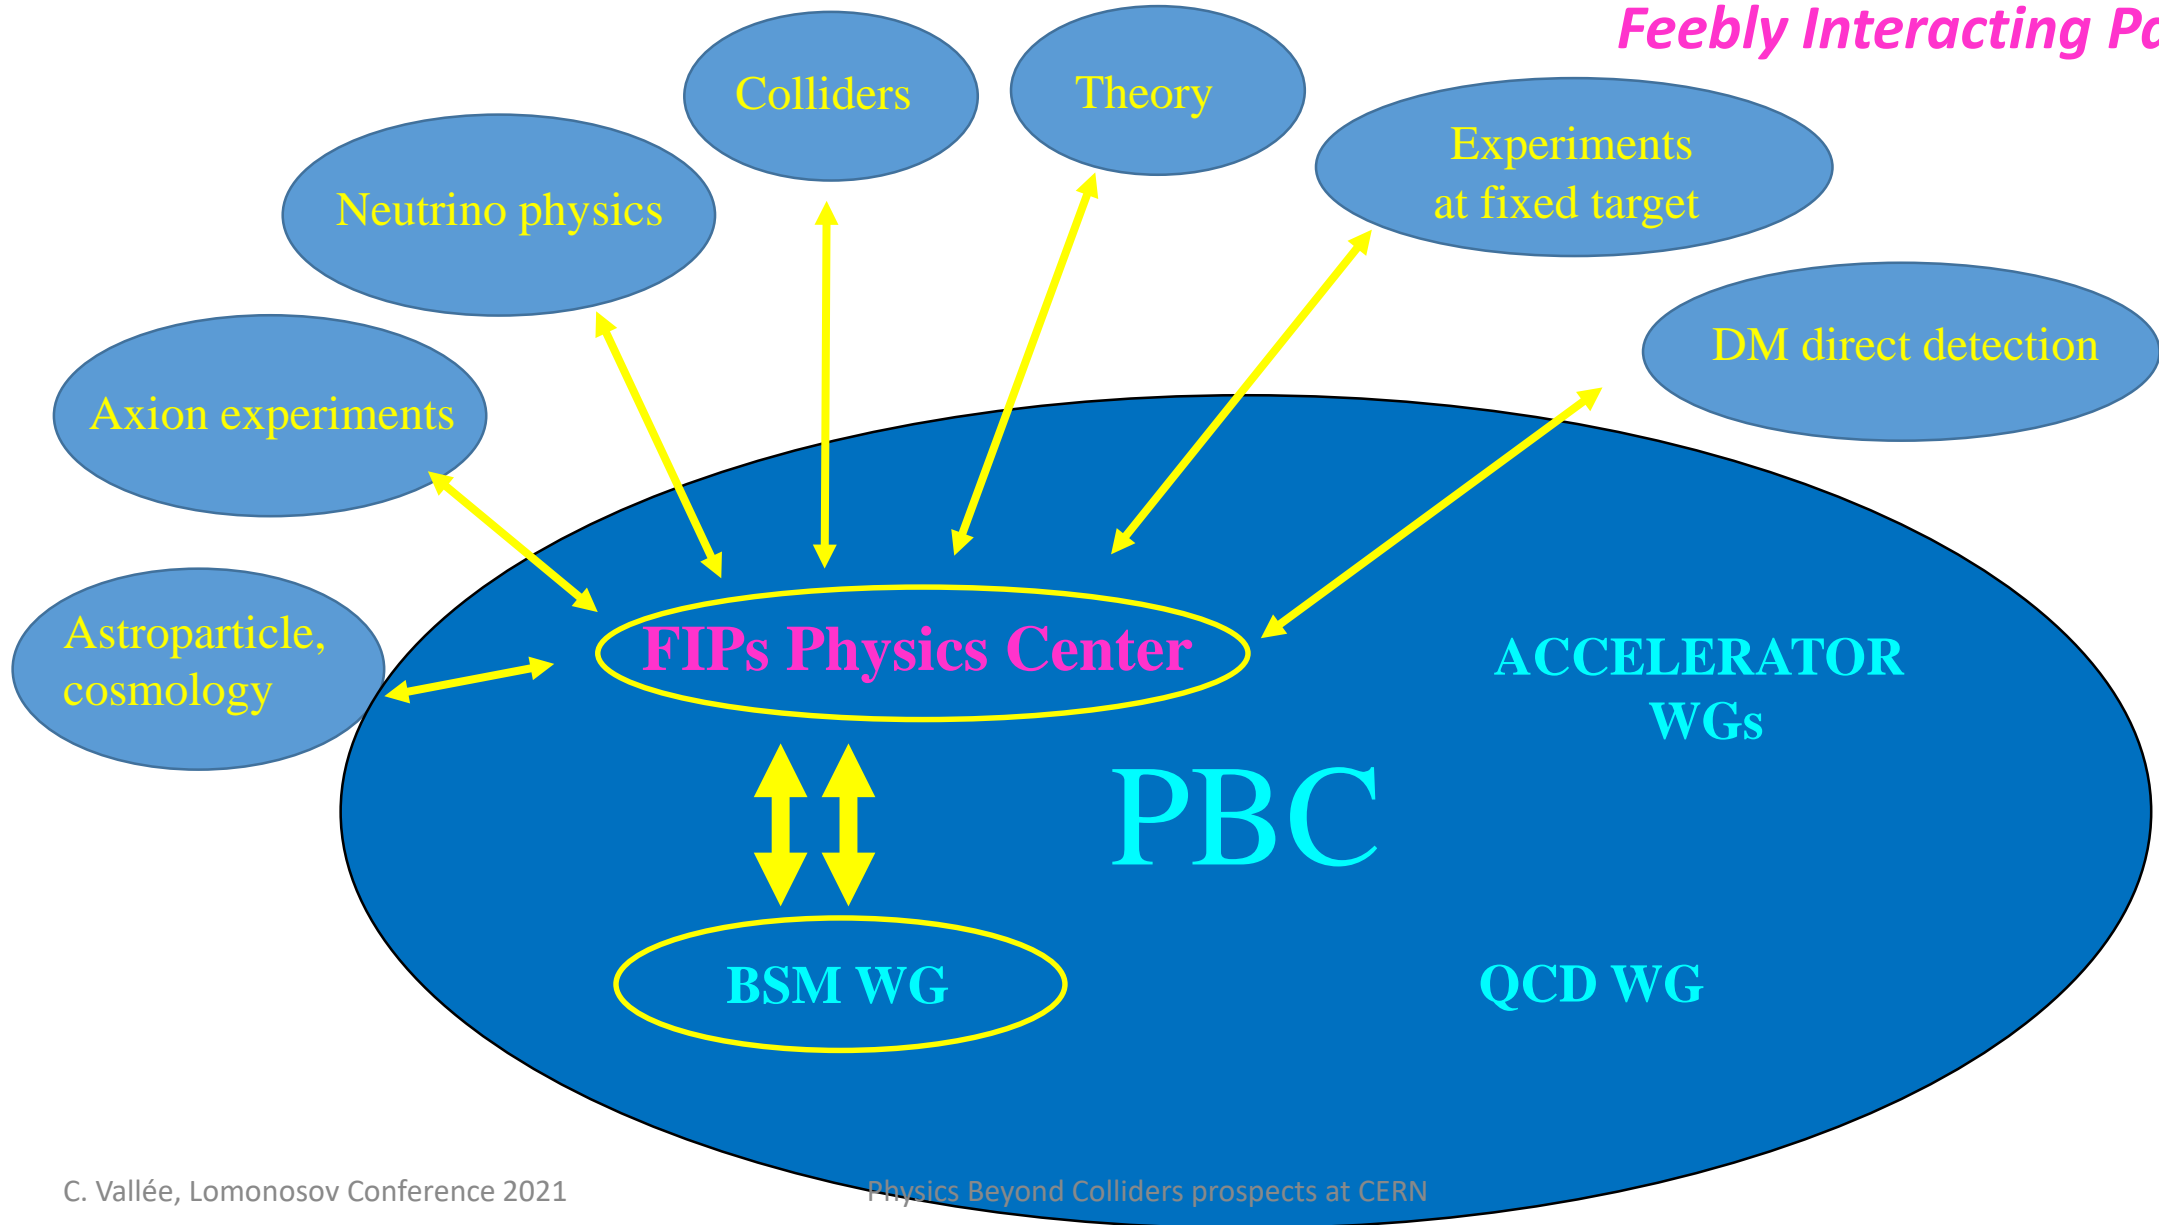 Feebly Interacting
Colliders
Theory
Experiments
at fixed target
Neutrino physics
DM direct detection
Axion experiments
Astroparticle,
cosmology
FIPs Physics Center
ACCELERATOR
WGs
PBC
BSM WG
QCD WG
C. Vallée, Lomonosov Conference 2021
Physics Beyond Colliders prospects at CERN